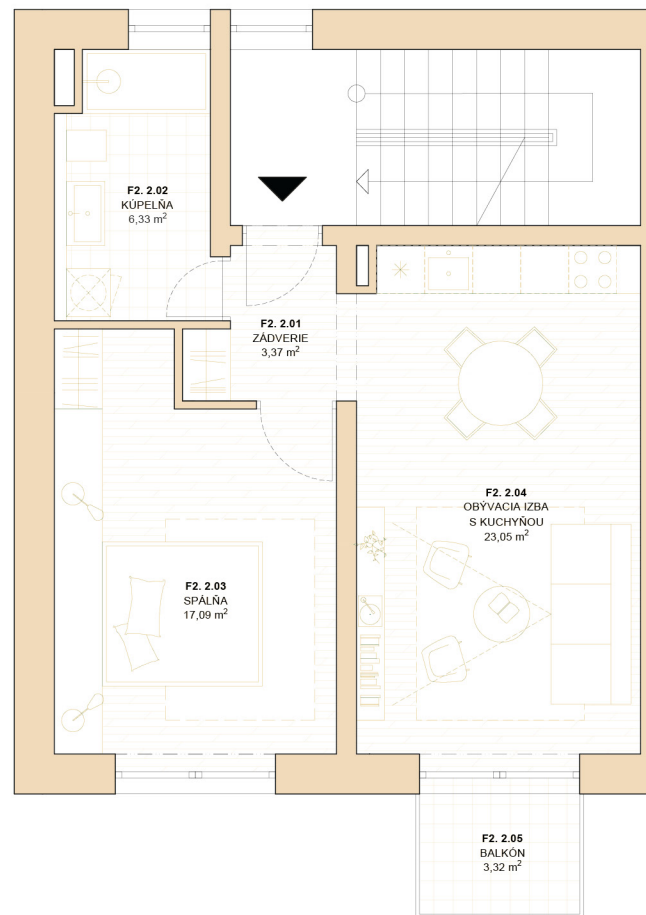 F2. 2.02
KÚPEĽŇA
6,33 m²
F2. 2.01
ZÁDVERIE
3,37 m²
F2. 2.04
OBÝVACIA IZBA
S KUCHYŇOU
23,05 m²
F2. 2.03
SPÁLŇA
17,09 m²
F2. 2.05
BALKÓN
3,32 m²